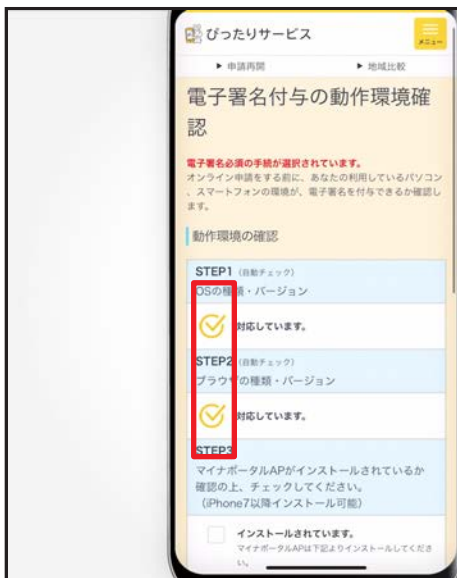 ぴったりサービス
メニュー
▶ 申請再開 ▶ 地域比較
電子署名付与の動作環境確
認
電子署名必須の手続が選択されています。
オンライン申請をする前に、あなたの利用しているパソコン
、スマートフォンの環境が、電子署名を付与できるか確認し
ます。
動作環境の確認
STEP1 (自動チェック)
OSの種類・バージョン
対応しています。
STEP2 (自動チェック)
ブラウザの種類・バージョン
対応しています。
STEP3
マイナポータルAPがインストールされているか
確認の上、チェックしてください。
（iPhone7以降インストール可能）
インストールされています。
マイナポータルAPは下記よりインストールしてくださ
い。